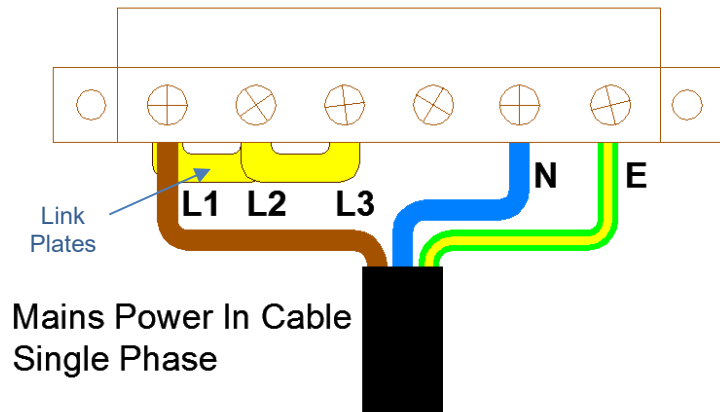 L1 L2 L3 N E
Link
Plates
Mains Power In Cable
Single Phase